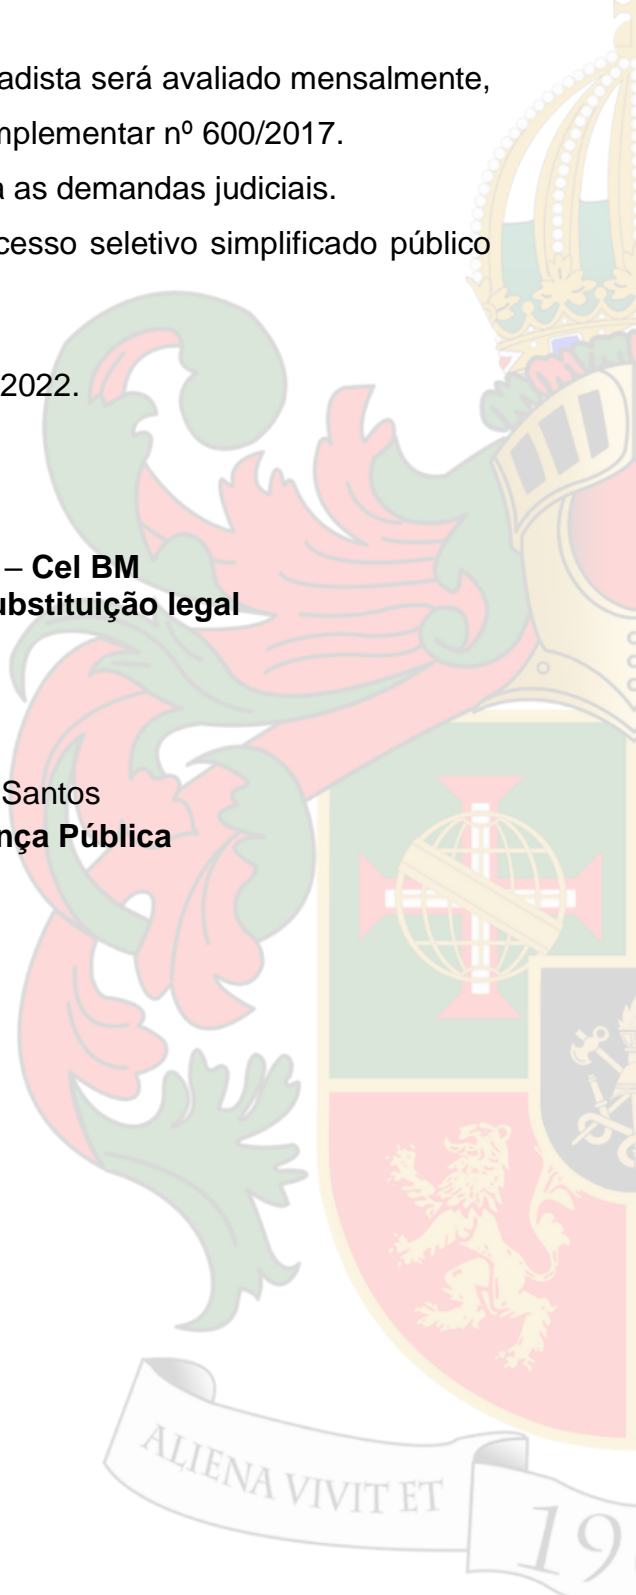 adista será avaliado mensalmente,
mplementar nº 600/2017.
a as demandas judiciais.
cesso seletivo simplificado público
2022.
– Cel BM
ubstituição legal
Santos
nça Pública
ALIENA VIVIT ET
19